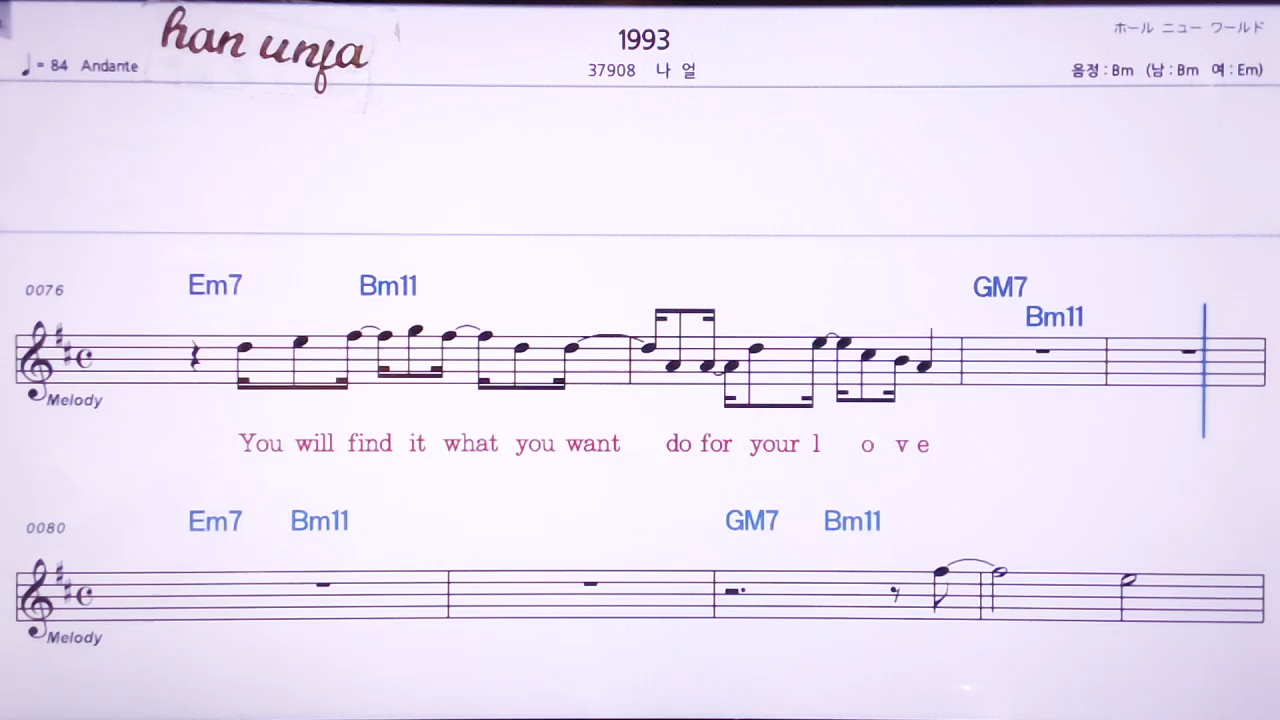 han unfa
1993
ホール ニュー ワールド
♩= 84 Andante
37908 나 얼
음정 : Bm (남 : Bm 여 : Em)
0076
Em7 Bm11 GM7
Bm11
Melody
You will find it what you want do for your l o v e
0080
Em7 Bm11 GM7 Bm11
Melody